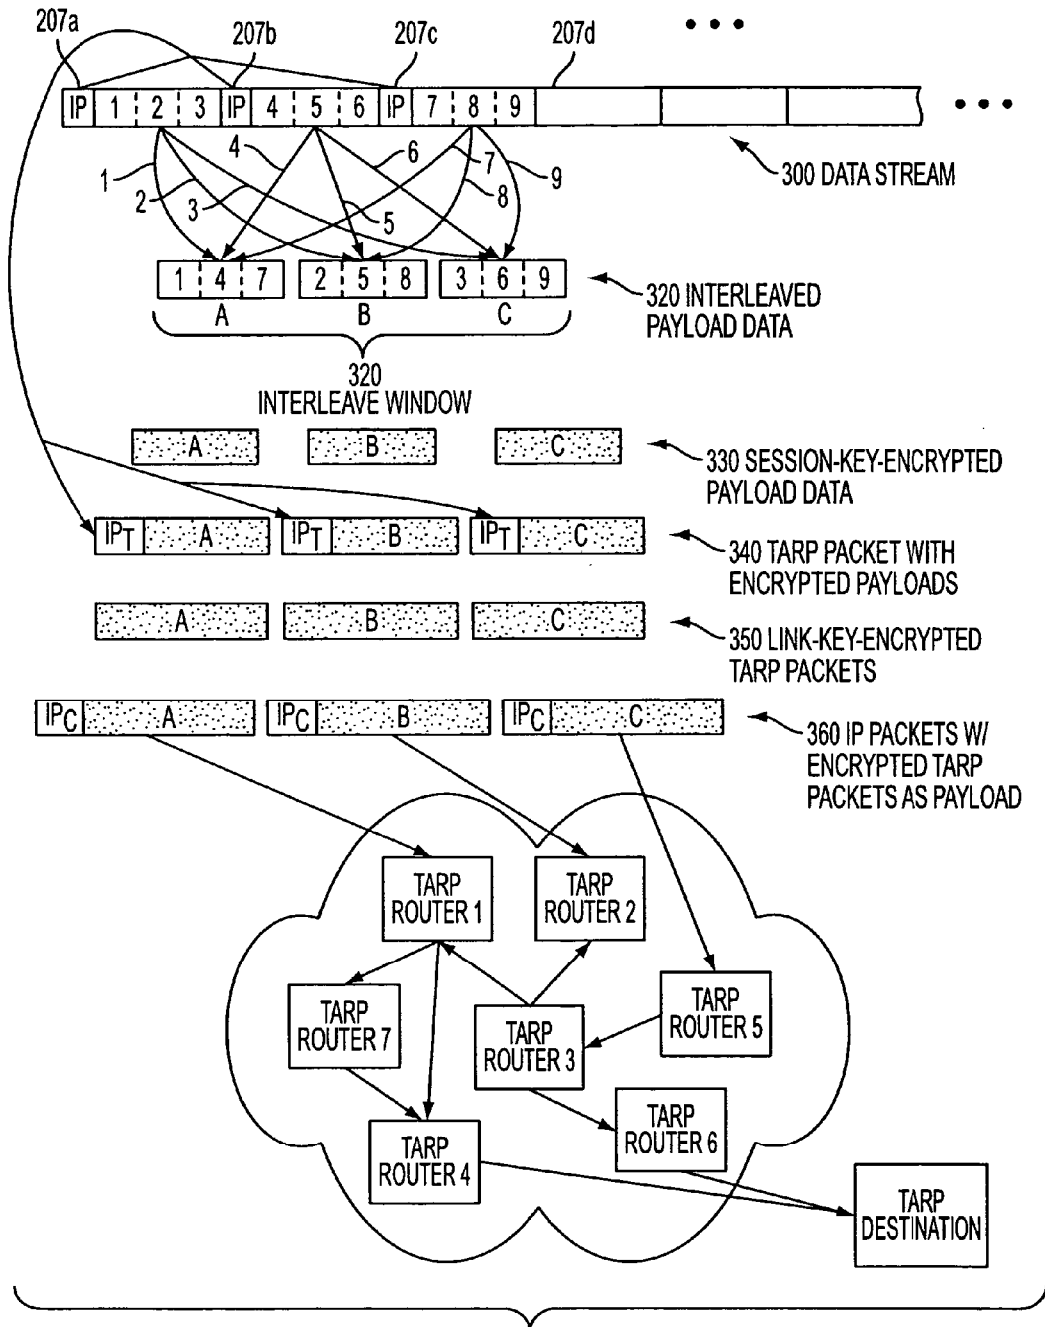 207a
207b
207c
207d
• • •
IP 1 2 3 IP 4 5 6 IP 7 8 9
• • •
300 DATA STREAM
1 2 3 4 5 6 7 8 9
1 4 7 2 5 8 3 6 9
A B C
320 INTERLEAVED
PAYLOAD DATA
320
INTERLEAVE WINDOW
A B C
330 SESSION-KEY-ENCRYPTED
PAYLOAD DATA
IPT A IPT B IPT C
340 TARP PACKET WITH
ENCRYPTED PAYLOADS
A B C
350 LINK-KEY-ENCRYPTED
TARP PACKETS
IPC A IPC B IPC C
360 IP PACKETS W/
ENCRYPTED TARP
PACKETS AS PAYLOAD
TARP
ROUTER 1
TARP
ROUTER 2
TARP
ROUTER 7
TARP
ROUTER 3
TARP
ROUTER 5
TARP
ROUTER 4
TARP
ROUTER 6
TARP
DESTINATION